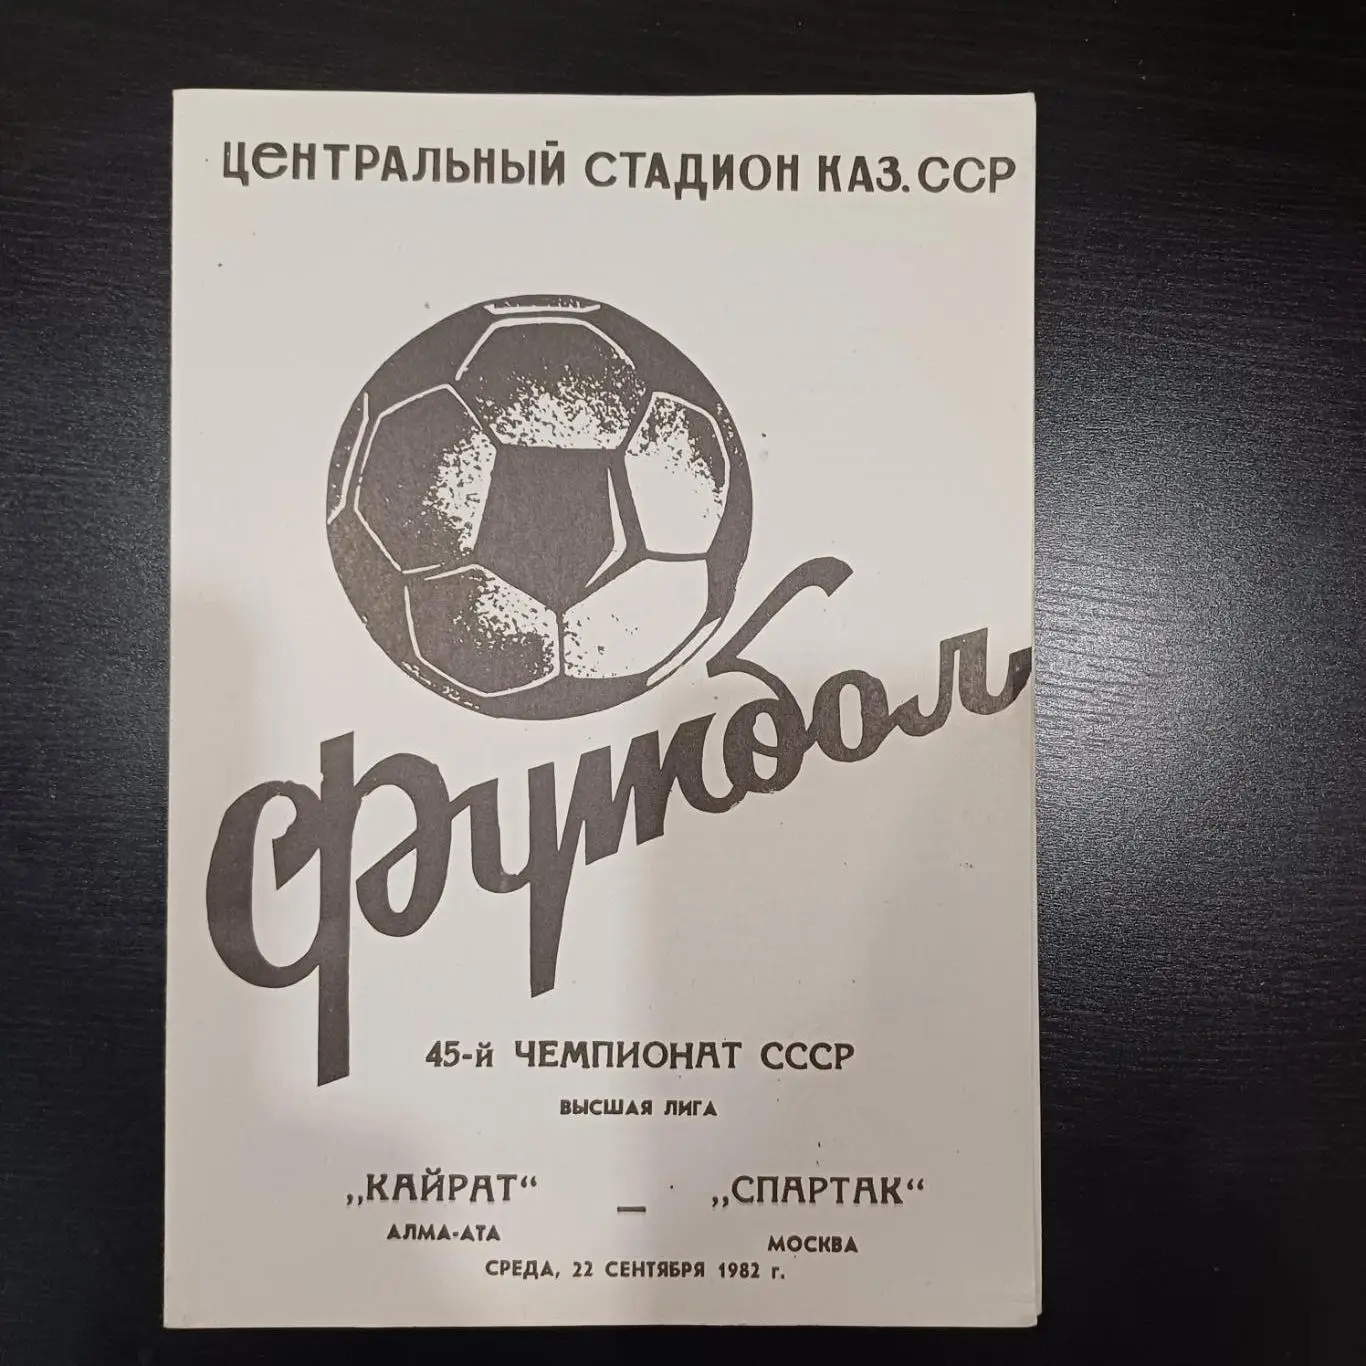 ЦЕНТРАЛЬНЫЙ СТАДИОН КАЗ. ССР
Футбол
45-й ЧЕМПИОНАТ СССР
ВЫСШАЯ ЛИГА
„КАЙРАТ“ — „СПАРТАК“
АЛМА-АТА МОСКВА
СРЕДА, 22 СЕНТЯБРЯ 1982 г.